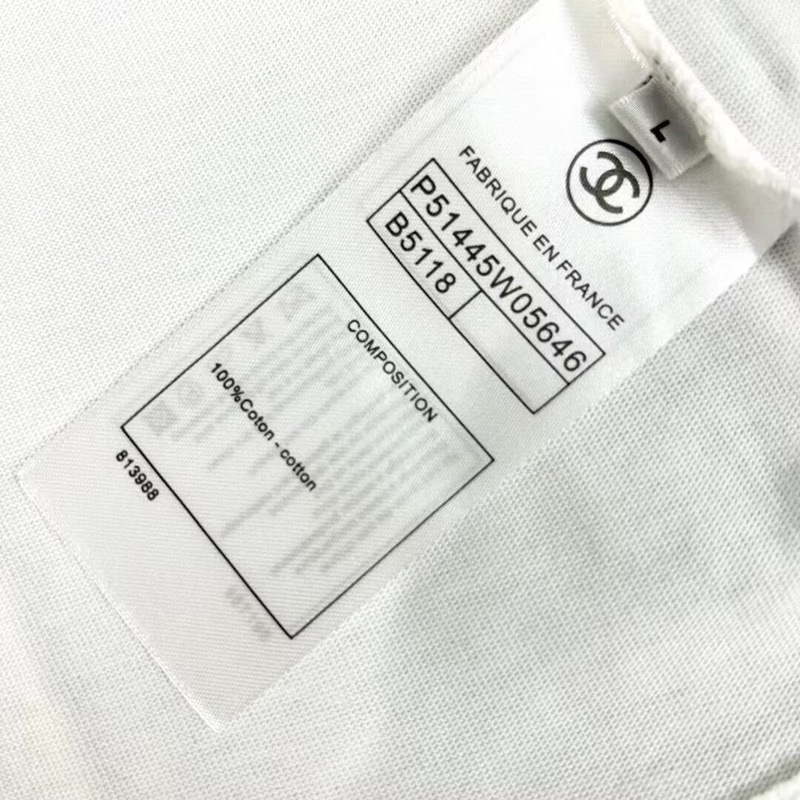 L
FABRIQUE EN FRANCE
P51445W05646
B5118
COMPOSITION
100%Coton - cotton
813988